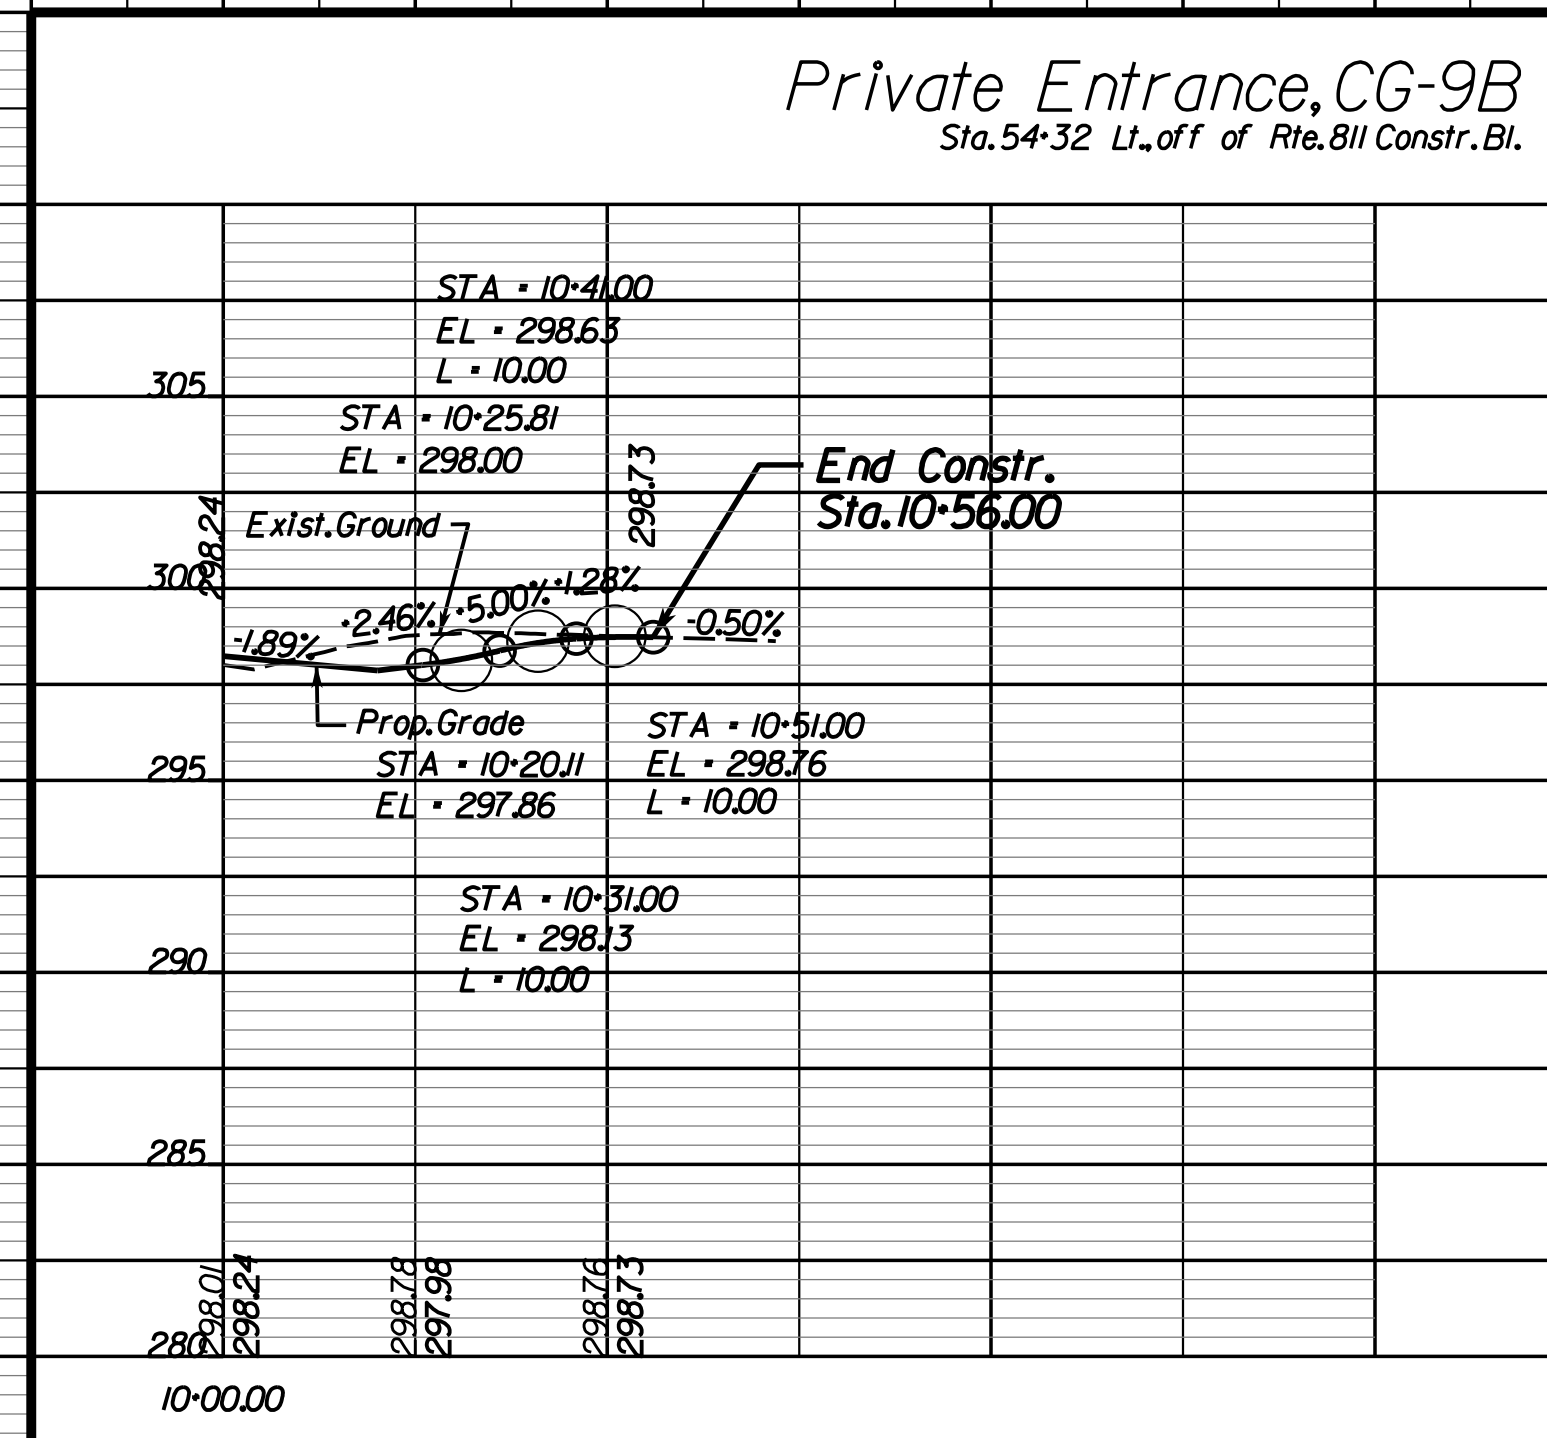 Private Entrance, CG-9B
Sta. 54+32 Lt., off of Rte. 811 Constr. Bl.
STA = 10+41.00
EL = 298.63
L = 10.00
305
STA = 10+25.81
EL = 298.00
298.73
End Constr.
Sta. 10+56.00
298.24
Exist. Ground
300
-1.89%
+2.46%
+5.00%
+1.28%
-0.50%
Prop. Grade
STA = 10+20.11
EL = 297.86
STA = 10+51.00
EL = 298.76
L = 10.00
295
STA = 10+31.00
EL = 298.13
L = 10.00
290
285
280
298.01
298.24
298.78
297.98
298.76
298.73
10+00.00